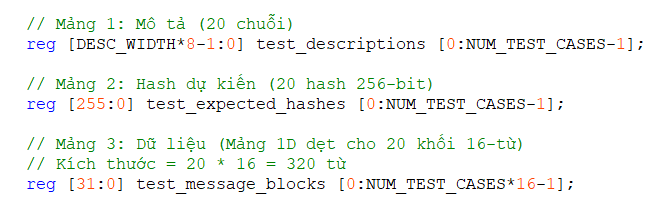 // Mảng 1: Mô tả (20 chuỗi)
reg [DESC_WIDTH*8-1:0] test_descriptions [0:NUM_TEST_CASES-1];
// Mảng 2: Hash dự kiến (20 hash 256-bit)
reg [255:0] test_expected_hashes [0:NUM_TEST_CASES-1];
// Mảng 3: Dữ liệu (Mảng 1D dẹt cho 20 khối 16-từ)
// Kích thước = 20 * 16 = 320 từ
reg [31:0] test_message_blocks [0:NUM_TEST_CASES*16-1];